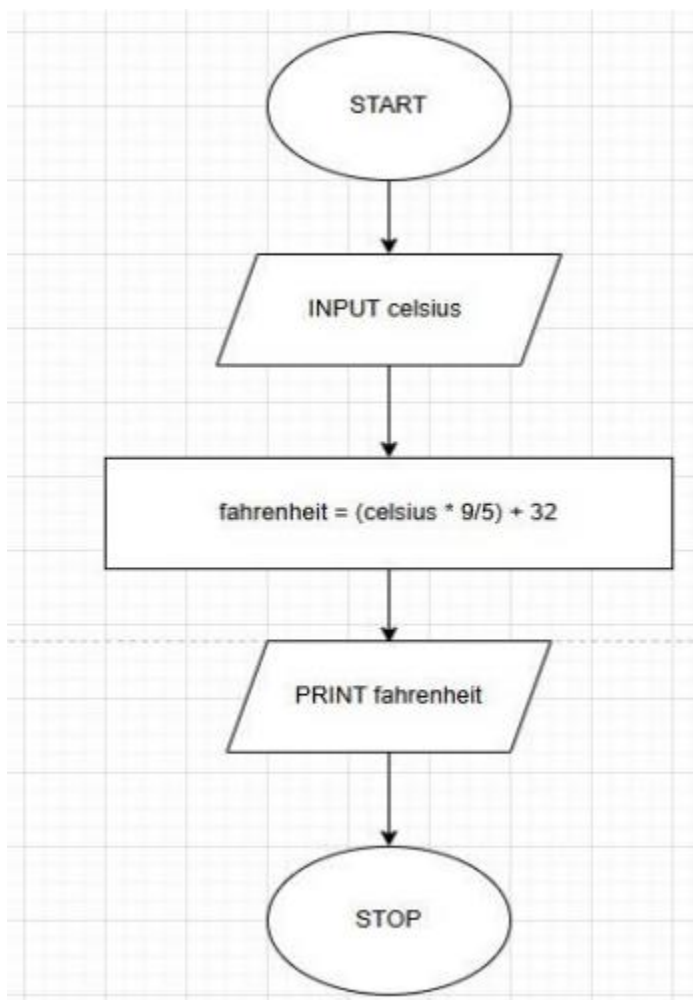 START
INPUT celsius
fahrenheit = (celsius * 9/5) + 32
PRINT fahrenheit
STOP